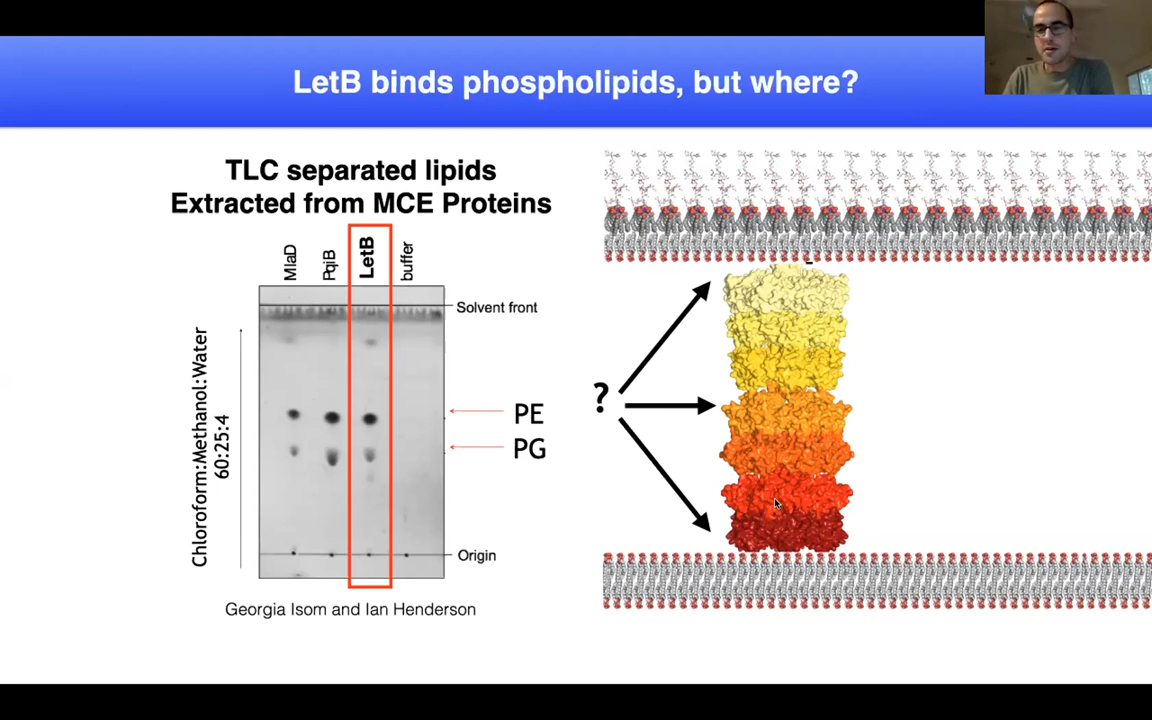 LetB binds phospholipids, but where?
TLC separated lipids
Extracted from MCE Proteins
MlaD
PqiB
LetB
buffer
Solvent front
Chloroform:Methanol:Water
60:25:4
PE
PG
?
Origin
Georgia Isom and Ian Henderson